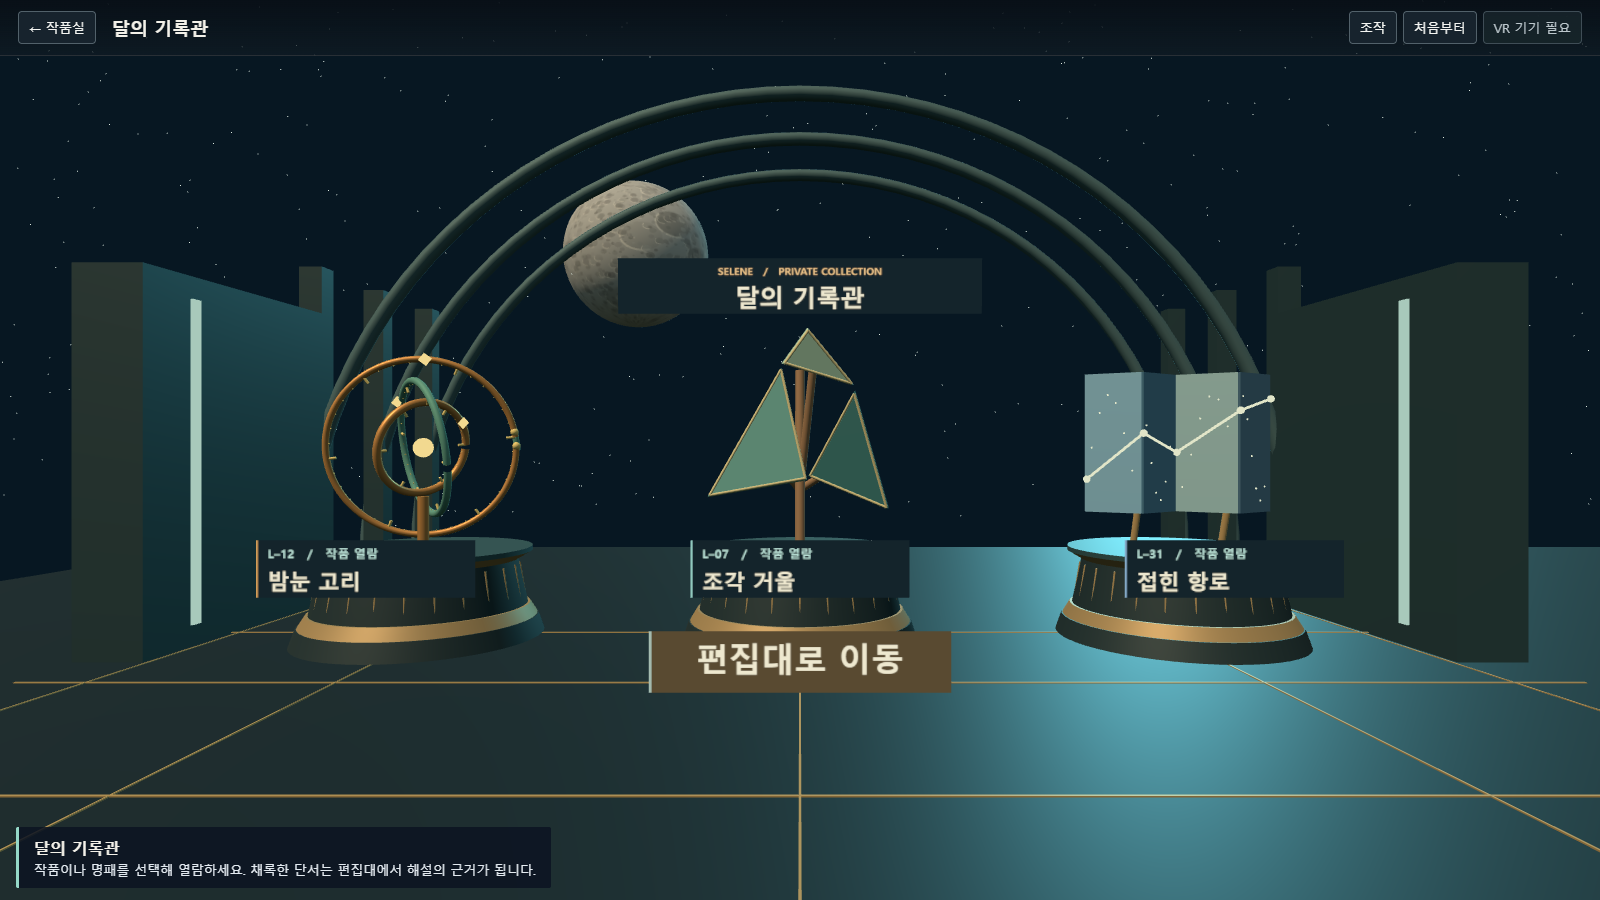 ← 작품실
달의 기록관
조작
처음부터
VR 기기 필요
SELENE / PRIVATE COLLECTION
달의 기록관
L–12 / 작품 열람
밤눈 고리
L–07 / 작품 열람
조각 거울
L–31 / 작품 열람
접힌 항로
편집대로 이동
달의 기록관
작품이나 명패를 선택해 열람하세요. 채록한 단서는 편집대에서 해설의 근거가 됩니다.